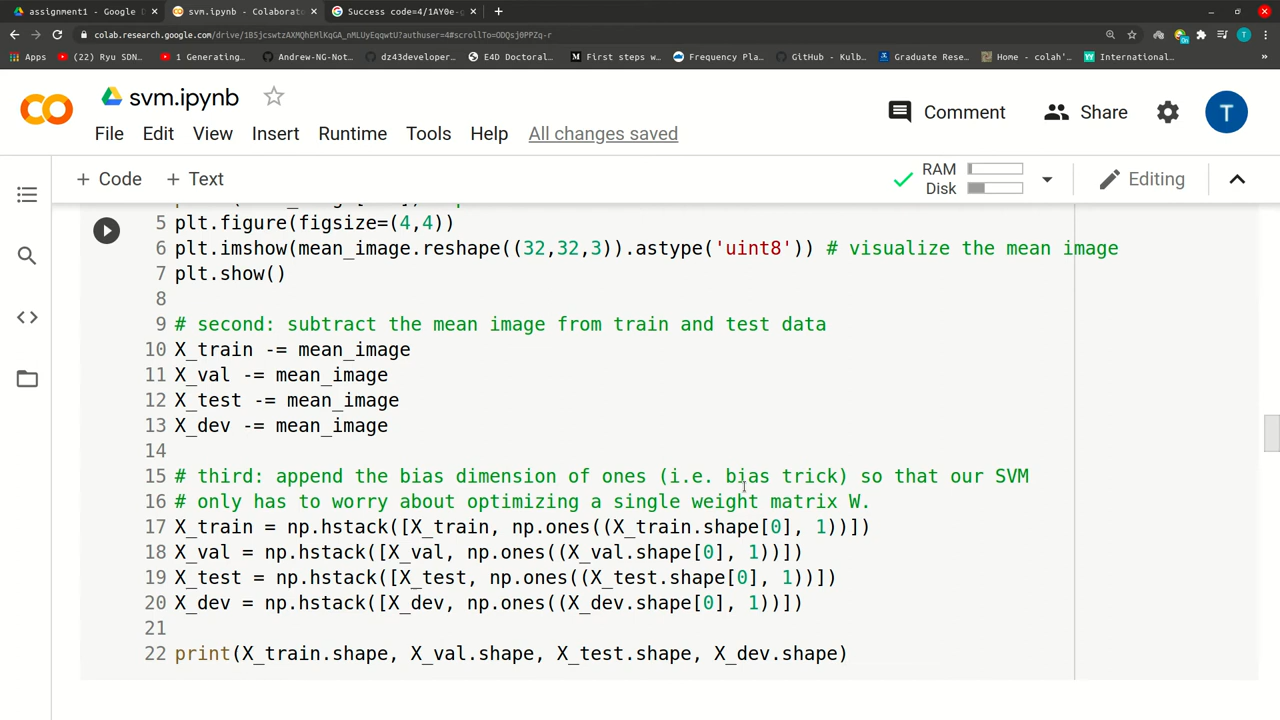 assignment1 - Google D
svm.ipynb - Colaborato
Success code=4/1AY0e-g
colab.research.google.com/drive/1B5jcswtzAXMQhEMlKqGA_nMLUyEqqwtU?authuser=4#scrollTo=ODQsj0PPZq-r
Apps
(22) Ryu SDN...
1 Generating...
Andrew-NG-Not...
dz43developer...
E4D Doctoral...
First steps w...
Frequency Pla...
GitHub - Kulb...
Graduate Rese...
Home - colah'...
International...
»
svm.ipynb
Comment
Share
T
File Edit View Insert Runtime Tools Help All changes saved
+ Code + Text
RAM
Disk
Editing
5 plt.figure(figsize=(4,4))
6 plt.imshow(mean_image.reshape((32,32,3)).astype('uint8')) # visualize the mean image
7 plt.show()
8
9 # second: subtract the mean image from train and test data
10 X_train -= mean_image
11 X_val -= mean_image
12 X_test -= mean_image
13 X_dev -= mean_image
14
15 # third: append the bias dimension of ones (i.e. bias trick) so that our SVM
16 # only has to worry about optimizing a single weight matrix W.
17 X_train = np.hstack([X_train, np.ones((X_train.shape[0], 1))])
18 X_val = np.hstack([X_val, np.ones((X_val.shape[0], 1))])
19 X_test = np.hstack([X_test, np.ones((X_test.shape[0], 1))])
20 X_dev = np.hstack([X_dev, np.ones((X_dev.shape[0], 1))])
21
22 print(X_train.shape, X_val.shape, X_test.shape, X_dev.shape)